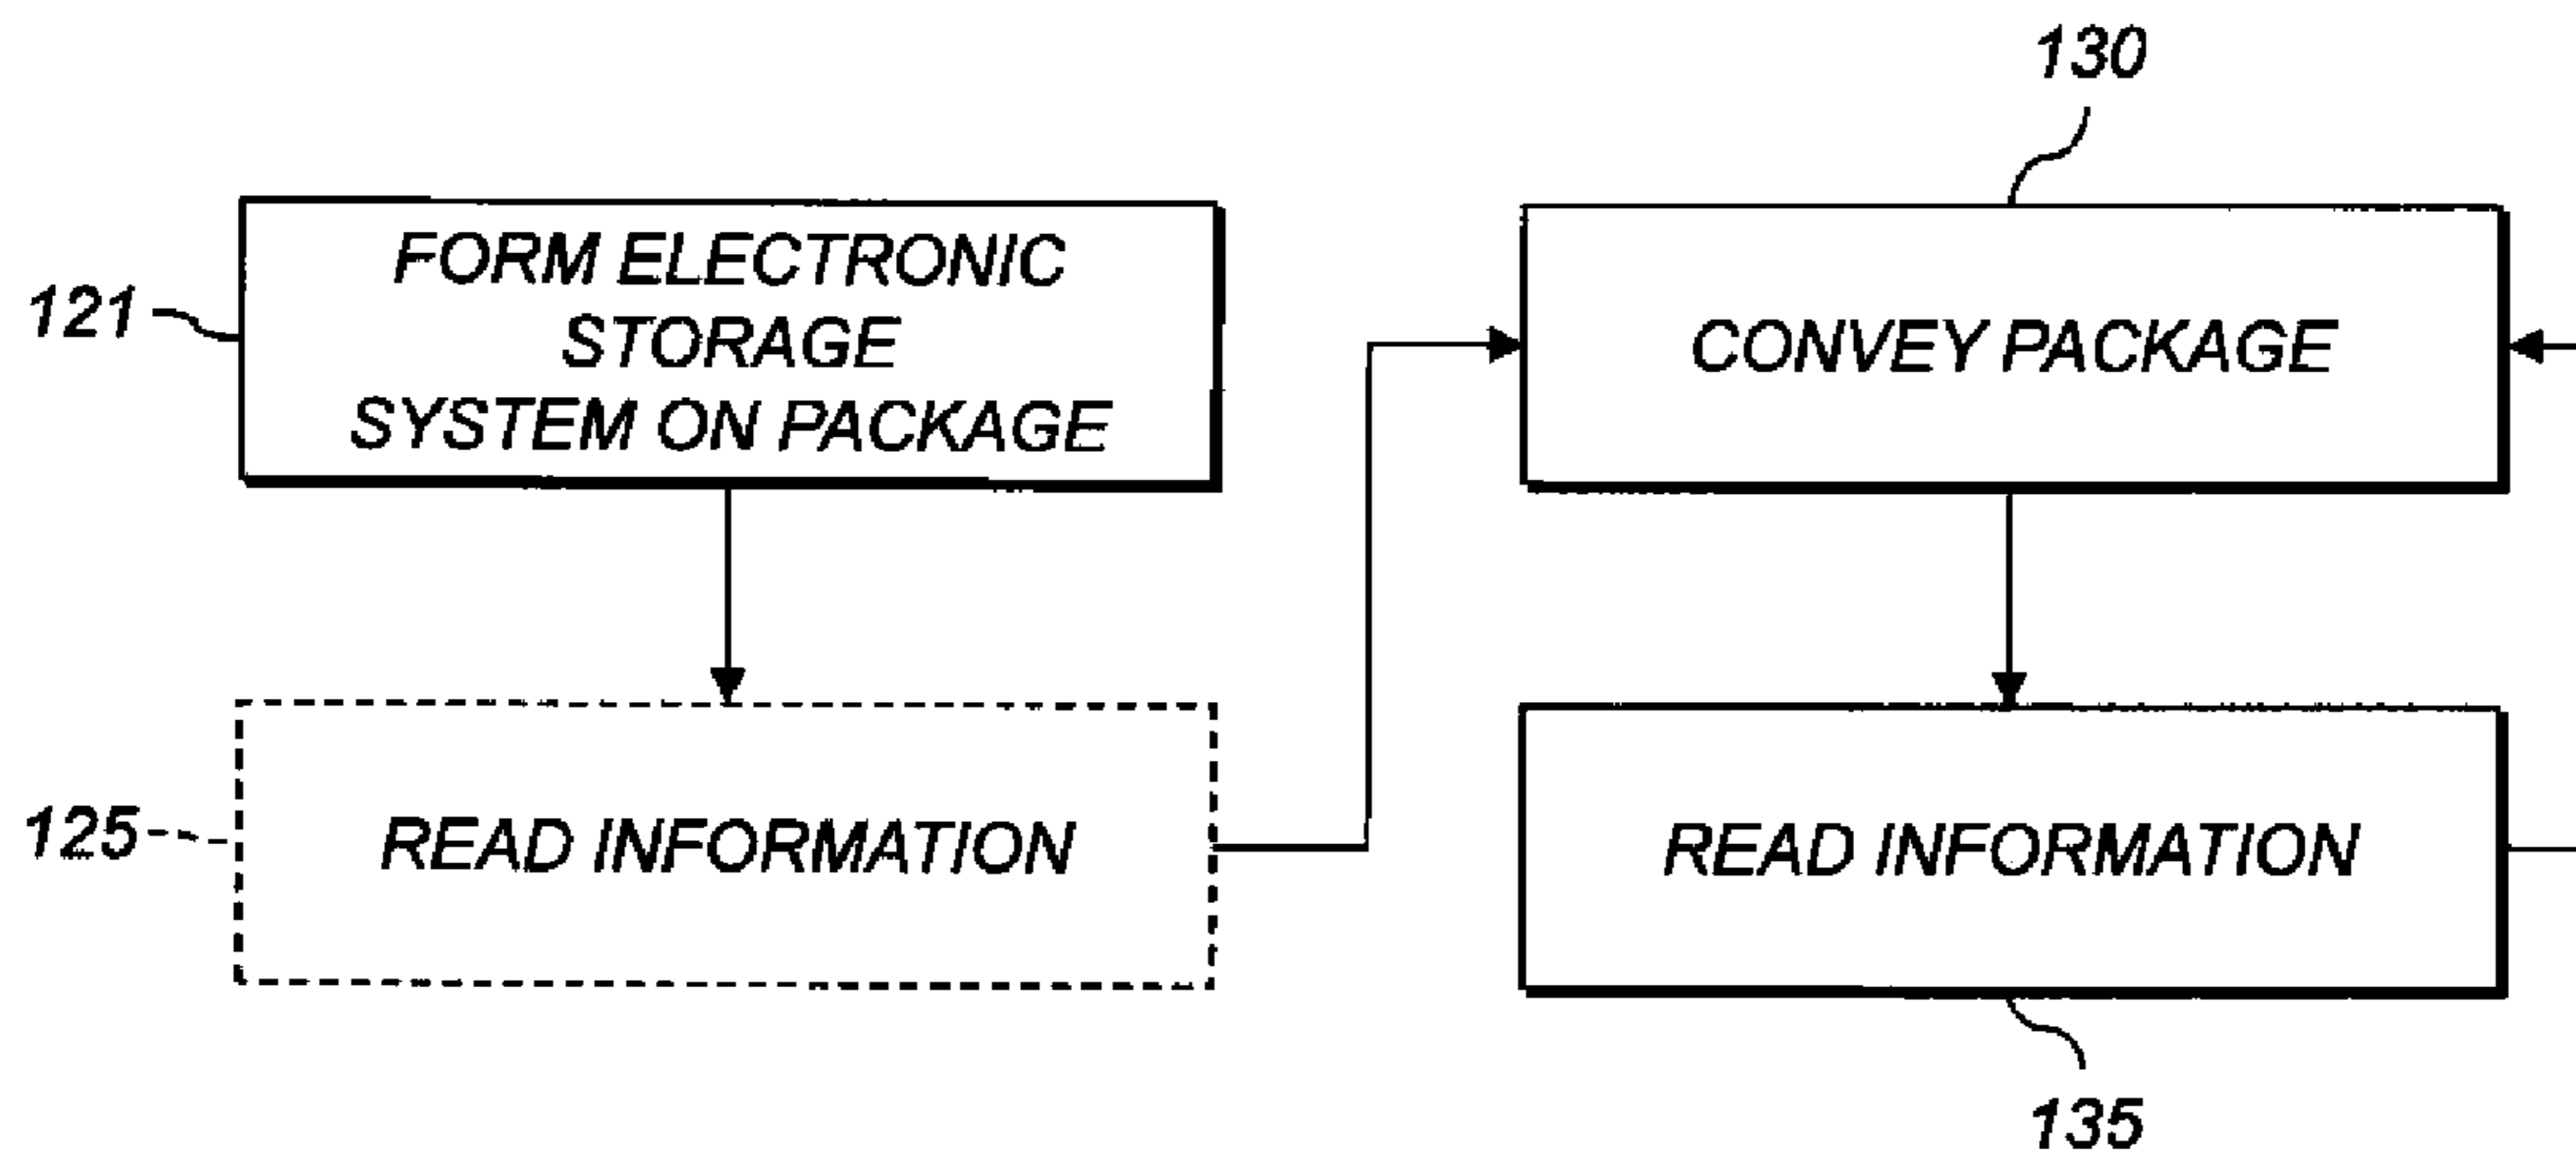 130
121
FORM ELECTRONIC
STORAGE
SYSTEM ON PACKAGE
CONVEY PACKAGE
125
READ INFORMATION
READ INFORMATION
135